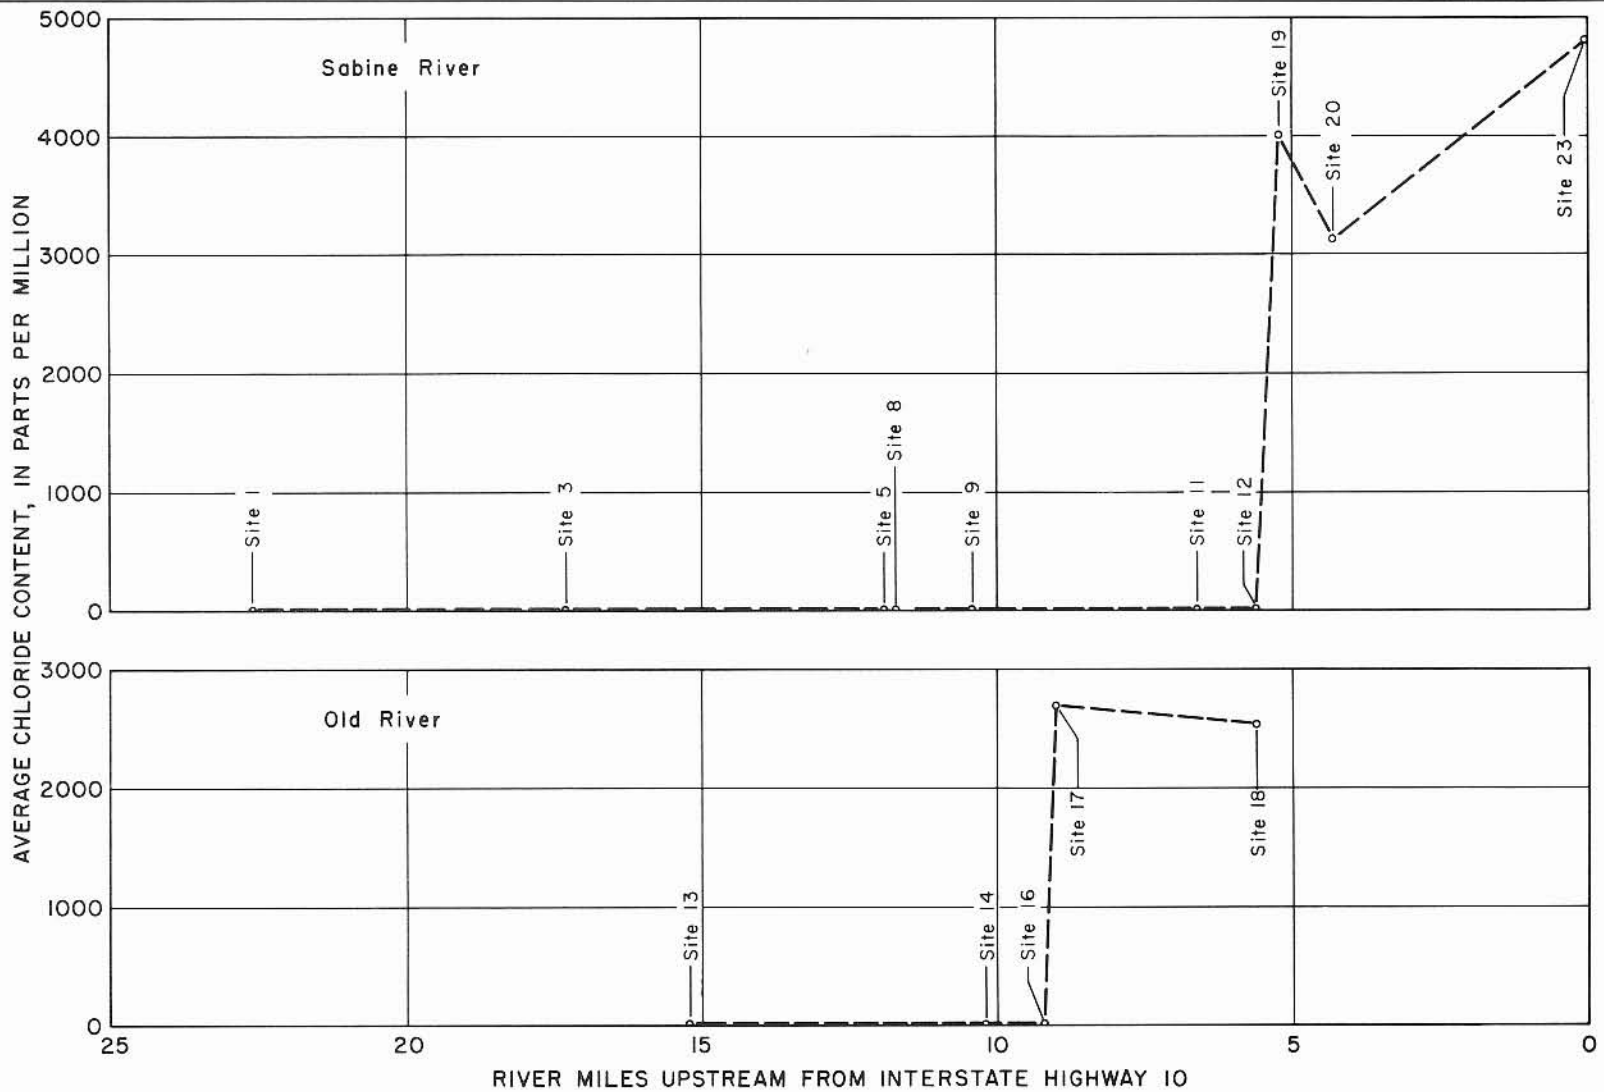 AVERAGE CHLORIDE CONTENT, IN PARTS PER MILLION
5000
4000
3000
2000
1000
0
Sabine River
Site 1
Site 3
Site 5
Site 8
Site 9
Site 11
Site 12
Site 19
Site 20
Site 23
3000
2000
1000
0
Old River
Site 13
Site 14
Site 16
Site 17
Site 18
25 20 15 10 5 0
RIVER MILES UPSTREAM FROM INTERSTATE HIGHWAY 10